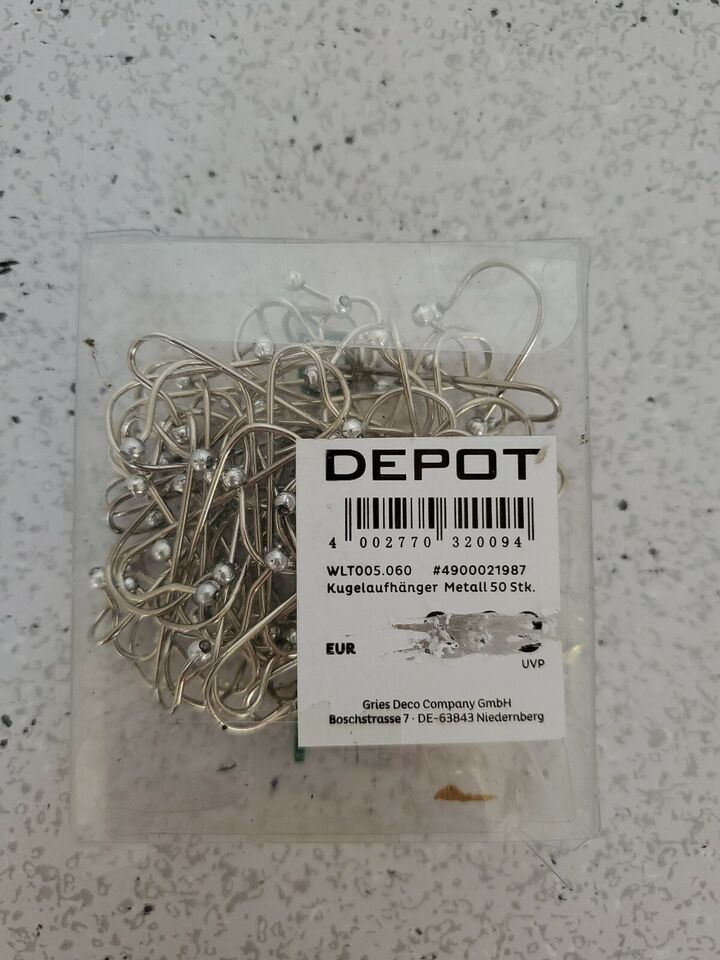 DEPOT
4 002770 320094
WLT005.060 #4900021987
Kugelaufhänger Metall 50 Stk.
EUR
UVP
Gries Deco Company GmbH
Boschstrasse 7 · DE-63843 Niedernberg